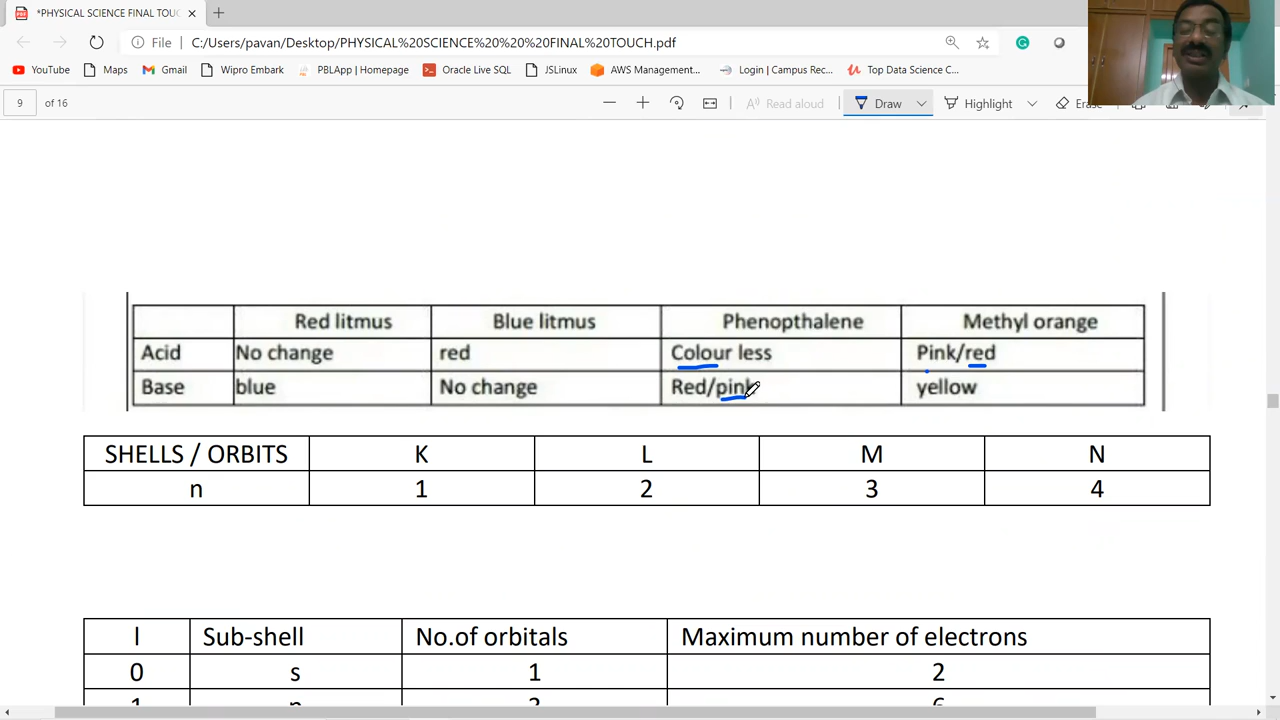 *PHYSICAL SCIENCE FINAL TOUC
File C:/Users/pavan/Desktop/PHYSICAL%20SCIENCE%20%20%20FINAL%20TOUCH.pdf
YouTube Maps Gmail Wipro Embark PBLApp | Homepage Oracle Live SQL JSLinux AWS Management... Login | Campus Rec... Top Data Science C...
9 of 16 Read aloud Draw Highlight Erase
Red litmus Blue litmus Phenopthalene Methyl orange
Acid No change red Colour less Pink/red
Base blue No change Red/pink yellow
SHELLS / ORBITS K L M N
n 1 2 3 4
l Sub-shell No.of orbitals Maximum number of electrons
0 s 1 2